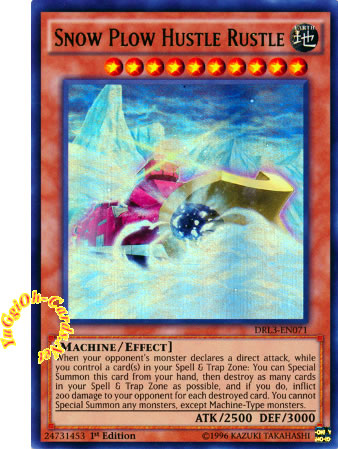 SNOW PLOW HUSTLE RUSTLE
EARTH
地
DRL3-EN071
YuGgiOh-Cardspker
[MACHINE/EFFECT]
When your opponent's monster declares a direct attack, while
you control a card(s) in your Spell & Trap Zone: You can Special
Summon this card from your hand, then destroy as many cards
in your Spell & Trap Zone as possible, and if you do, inflict
200 damage to your opponent for each destroyed card. You cannot
Special Summon any monsters, except Machine-Type monsters.
ATK/2500 DEF/3000
24731453 1st Edition ©1996 KAZUKI TAKAHASHI